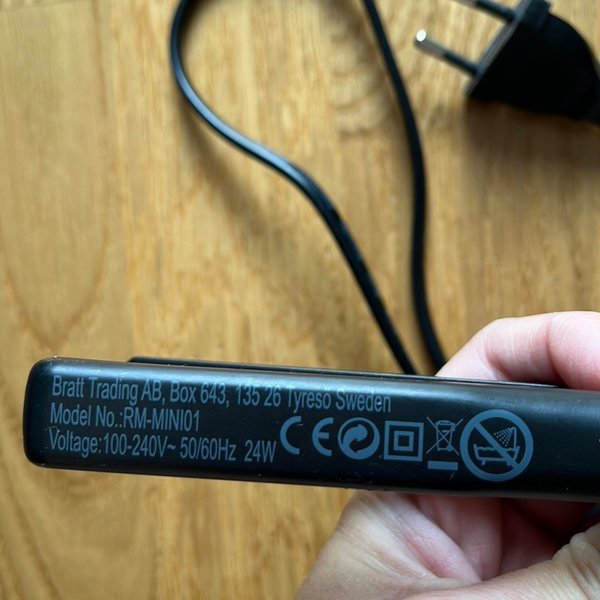 Bratt Trading AB, Box 643, 135 26 Tyreso Sweden
Model No.:RM-MINI01
Voltage:100-240V~ 50/60Hz 24W CE